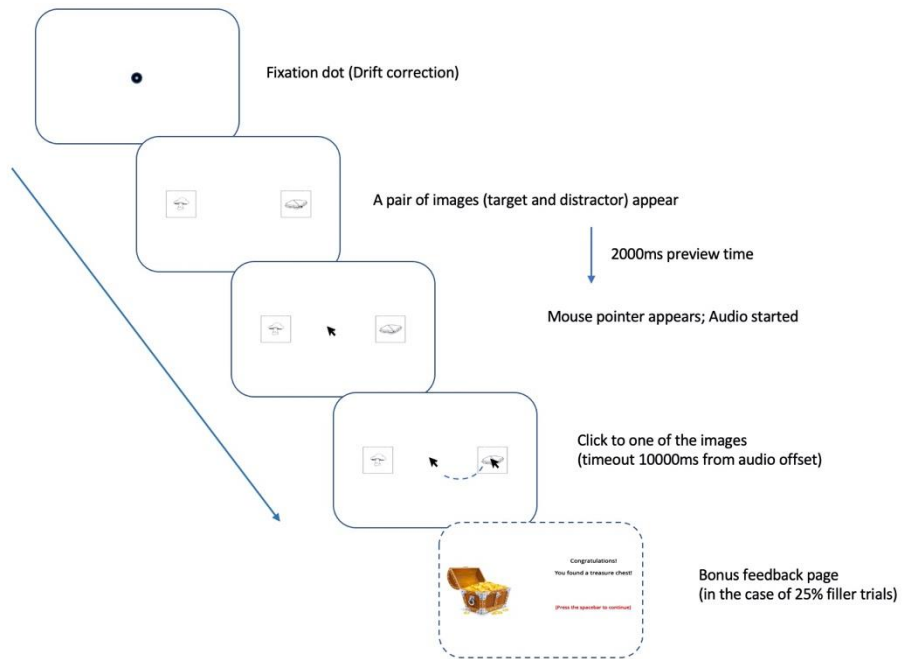 Fixation dot (Drift correction)
A pair of images (target and distractor) appear
2000ms preview time
Mouse pointer appears; Audio started
Click to one of the images
(timeout 10000ms from audio offset)
Congratulations!
You found a treasure chest!
(Press the spacebar to continue)
Bonus feedback page
(in the case of 25% filler trials)